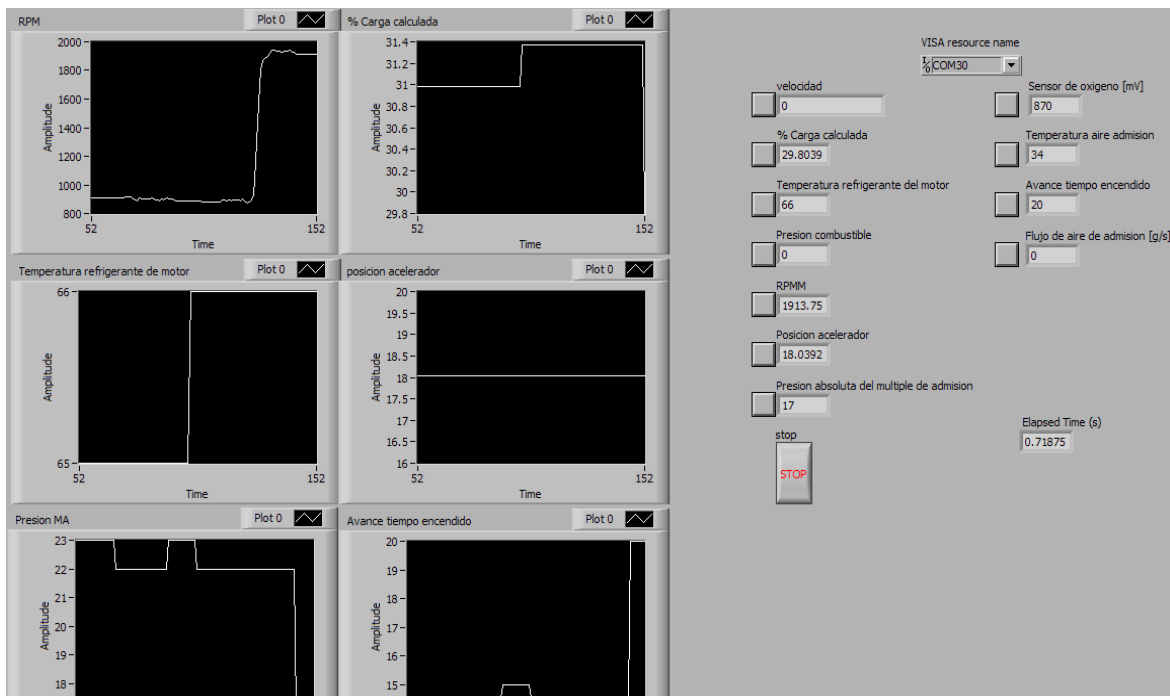 RPM
Plot 0
2000
1800
1600
1400
1200
1000
800
Amplitude
52
152
Time
% Carga calculada
Plot 0
31.4
31.2
31
30.8
30.6
30.4
30.2
30
29.8
Amplitude
52
152
Time
Temperatura refrigerante de motor
Plot 0
66
65
Amplitude
52
152
Time
posicion acelerador
Plot 0
20
19.5
19
18.5
18
17.5
17
16.5
16
Amplitude
52
152
Time
Presion MA
Plot 0
23
22
21
20
19
18
Amplitude
Avance tiempo encendido
Plot 0
20
19
18
17
16
15
Amplitude
VISA resource name
I/O COM30
velocidad
0
% Carga calculada
29.8039
Temperatura refrigerante del motor
66
Presion combustible
0
RPMM
1913.75
Posicion acelerador
18.0392
Presion absoluta del multiple de admision
17
stop
STOP
Sensor de oxigeno [mV]
870
Temperatura aire admision
34
Avance tiempo encendido
20
Flujo de aire de admision [g/s]
0
Elapsed Time (s)
0.71875